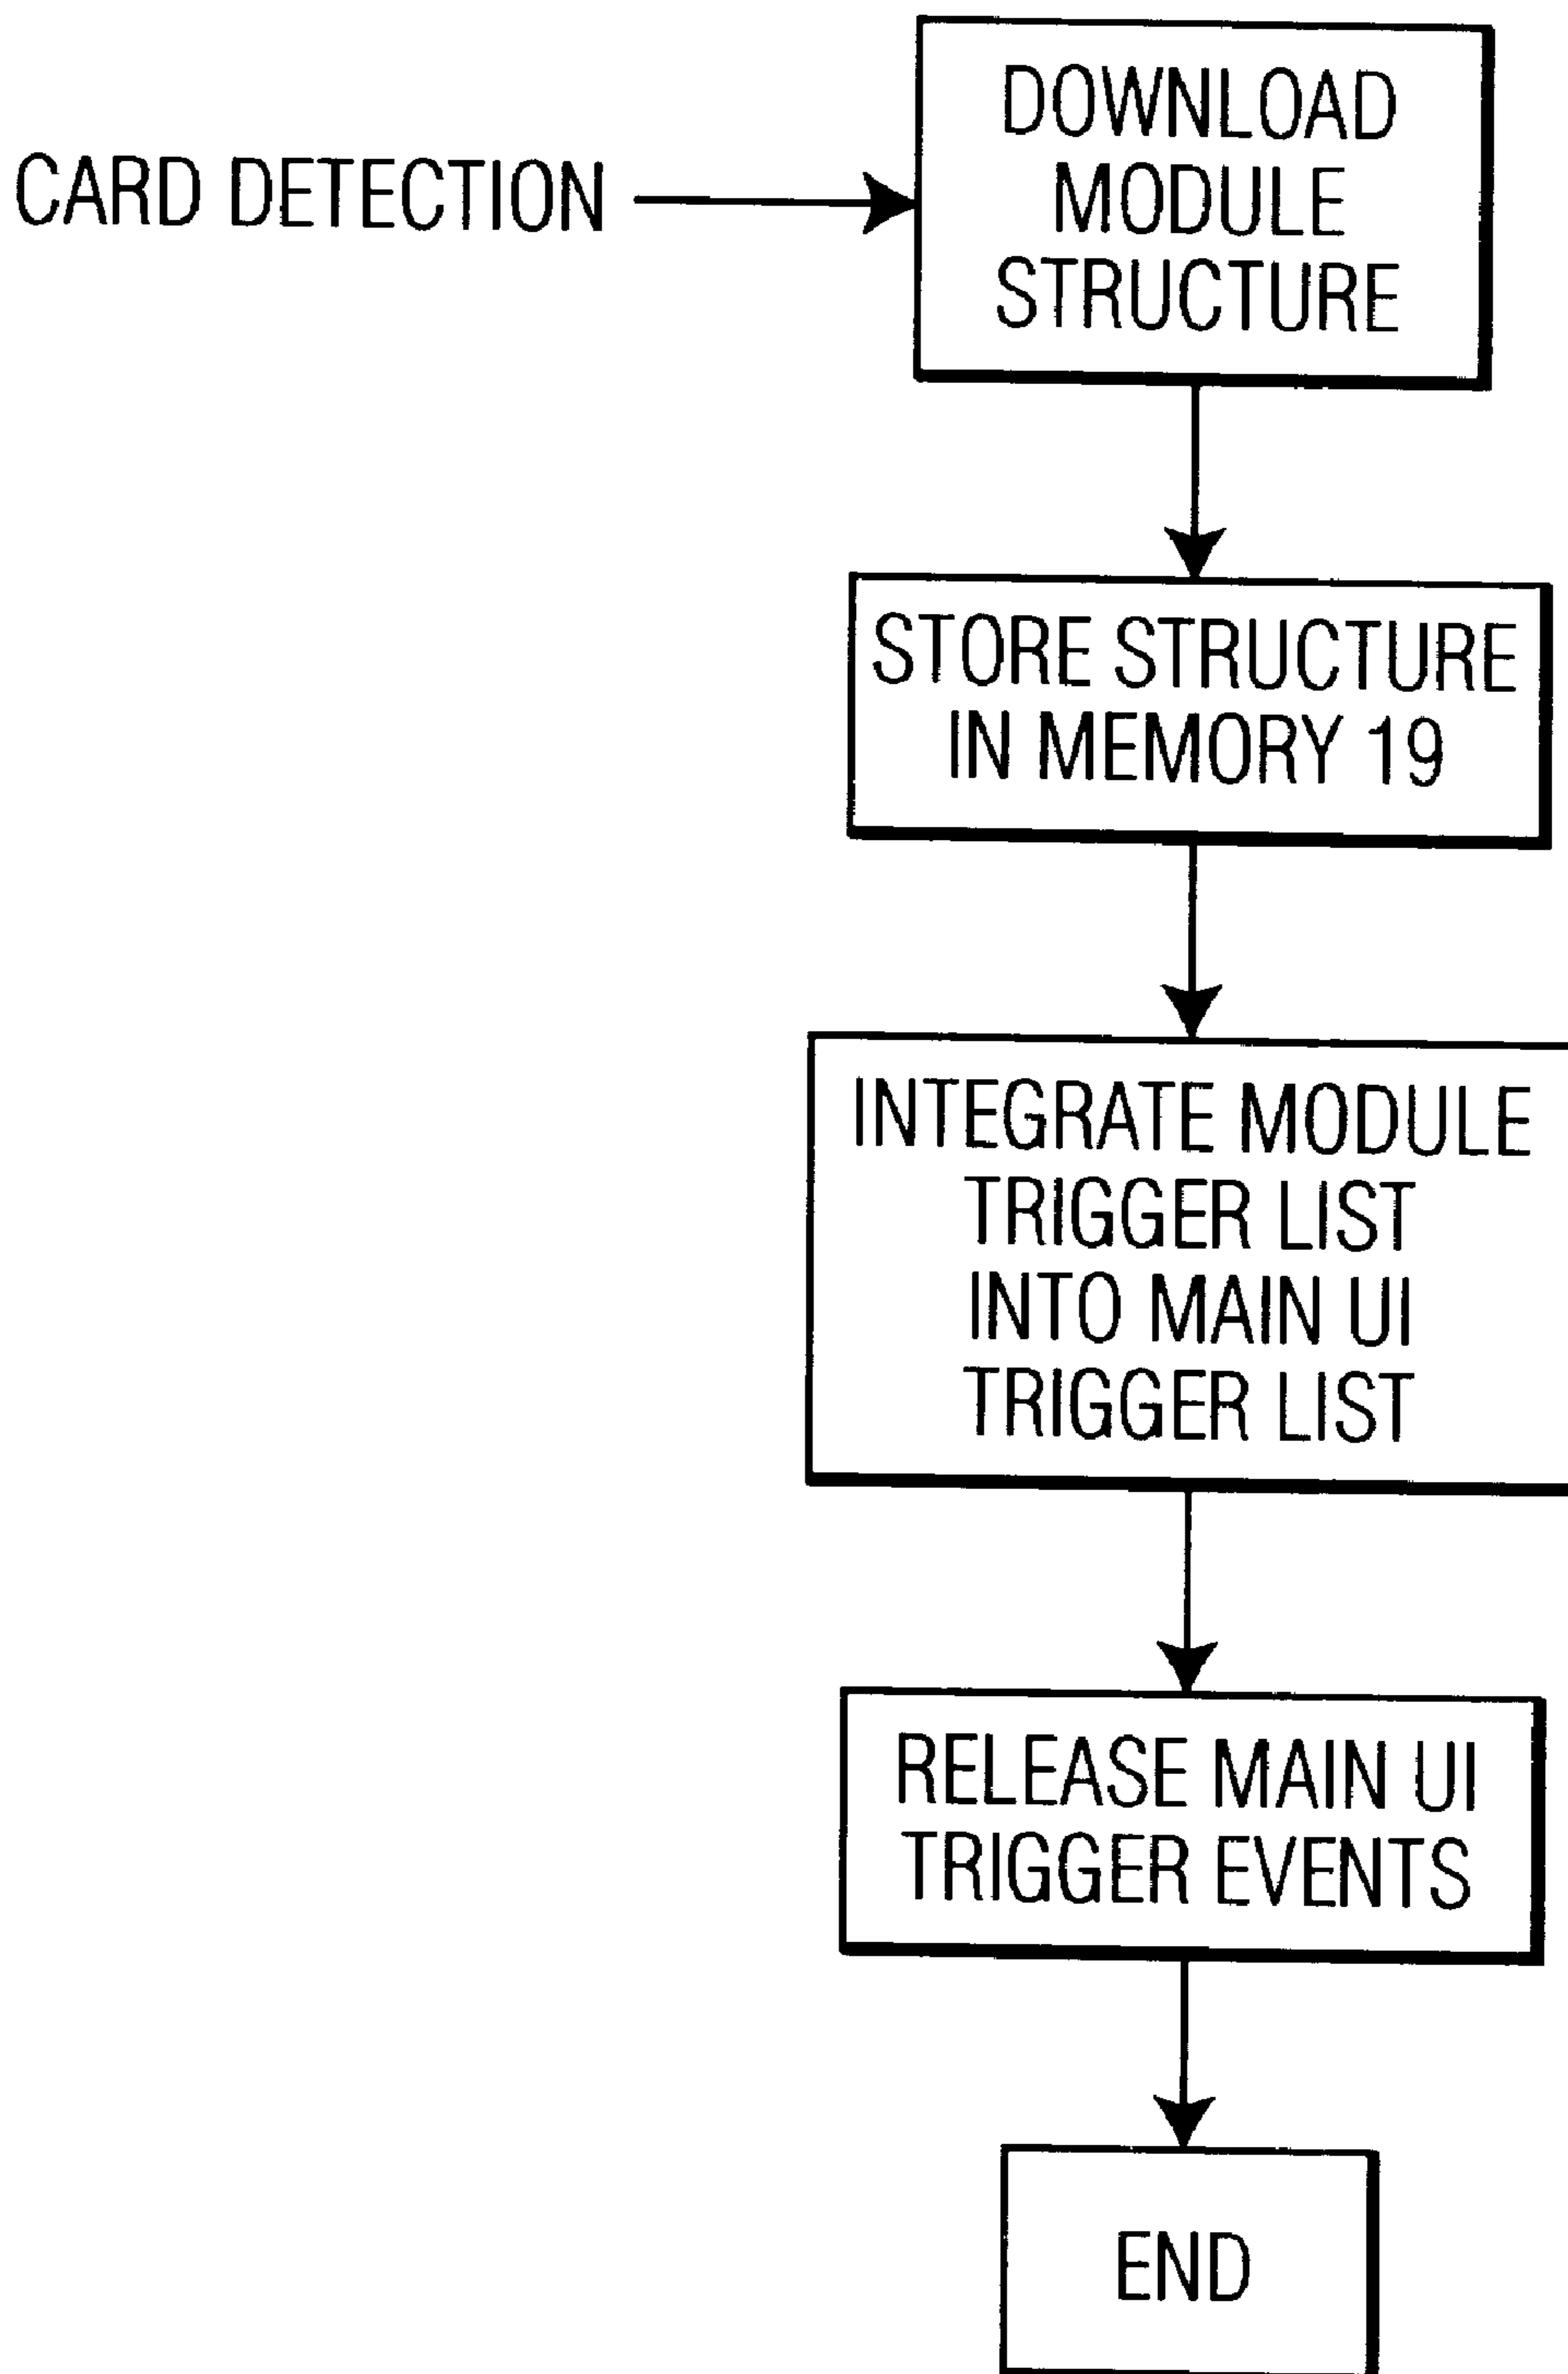 CARD DETECTION
DOWNLOAD
MODULE
STRUCTURE
STORE STRUCTURE
IN MEMORY 19
INTEGRATE MODULE
TRIGGER LIST
INTO MAIN UI
TRIGGER LIST
RELEASE MAIN UI
TRIGGER EVENTS
END